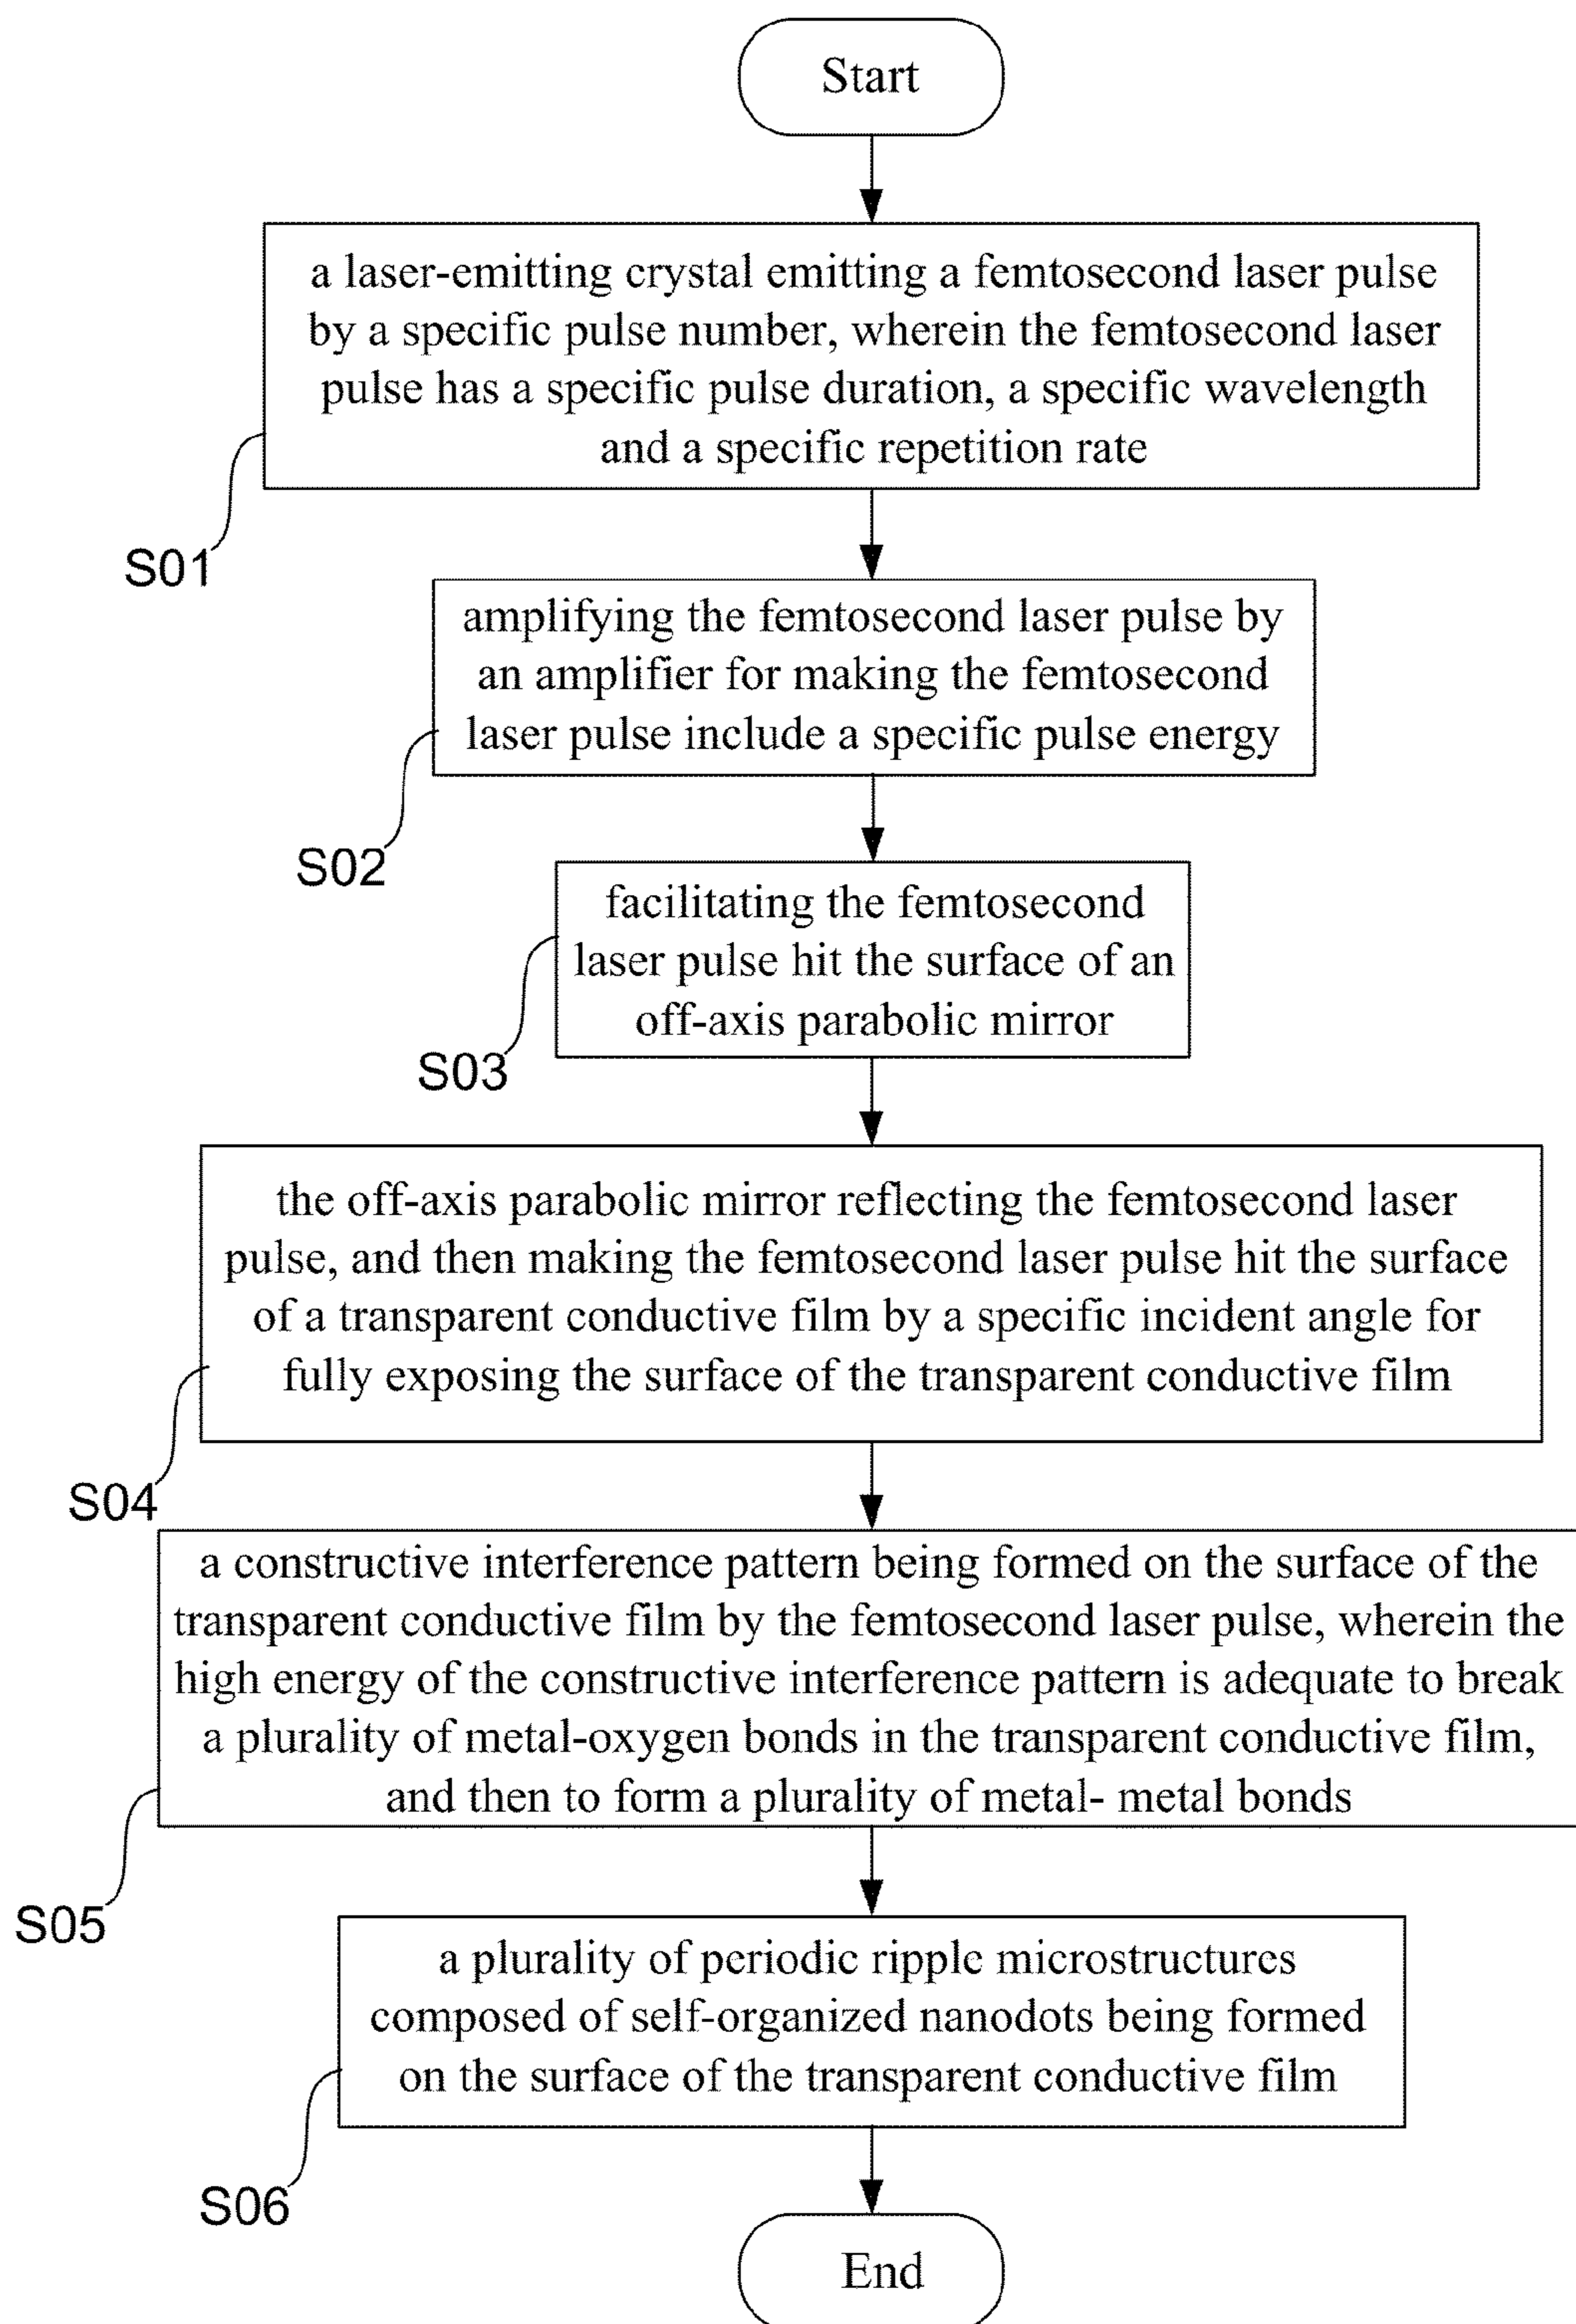 Start
a laser-emitting crystal emitting a femtosecond laser pulse
by a specific pulse number, wherein the femtosecond laser
pulse has a specific pulse duration, a specific wavelength
and a specific repetition rate
S01
amplifying the femtosecond laser pulse by
an amplifier for making the femtosecond
laser pulse include a specific pulse energy
S02
facilitating the femtosecond
laser pulse hit the surface of an
off-axis parabolic mirror
S03
the off-axis parabolic mirror reflecting the femtosecond laser
pulse, and then making the femtosecond laser pulse hit the surface
of a transparent conductive film by a specific incident angle for
fully exposing the surface of the transparent conductive film
S04
a constructive interference pattern being formed on the surface of the
transparent conductive film by the femtosecond laser pulse, wherein the
high energy of the constructive interference pattern is adequate to break
a plurality of metal-oxygen bonds in the transparent conductive film,
and then to form a plurality of metal- metal bonds
S05
a plurality of periodic ripple microstructures
composed of self-organized nanodots being formed
on the surface of the transparent conductive film
S06
End